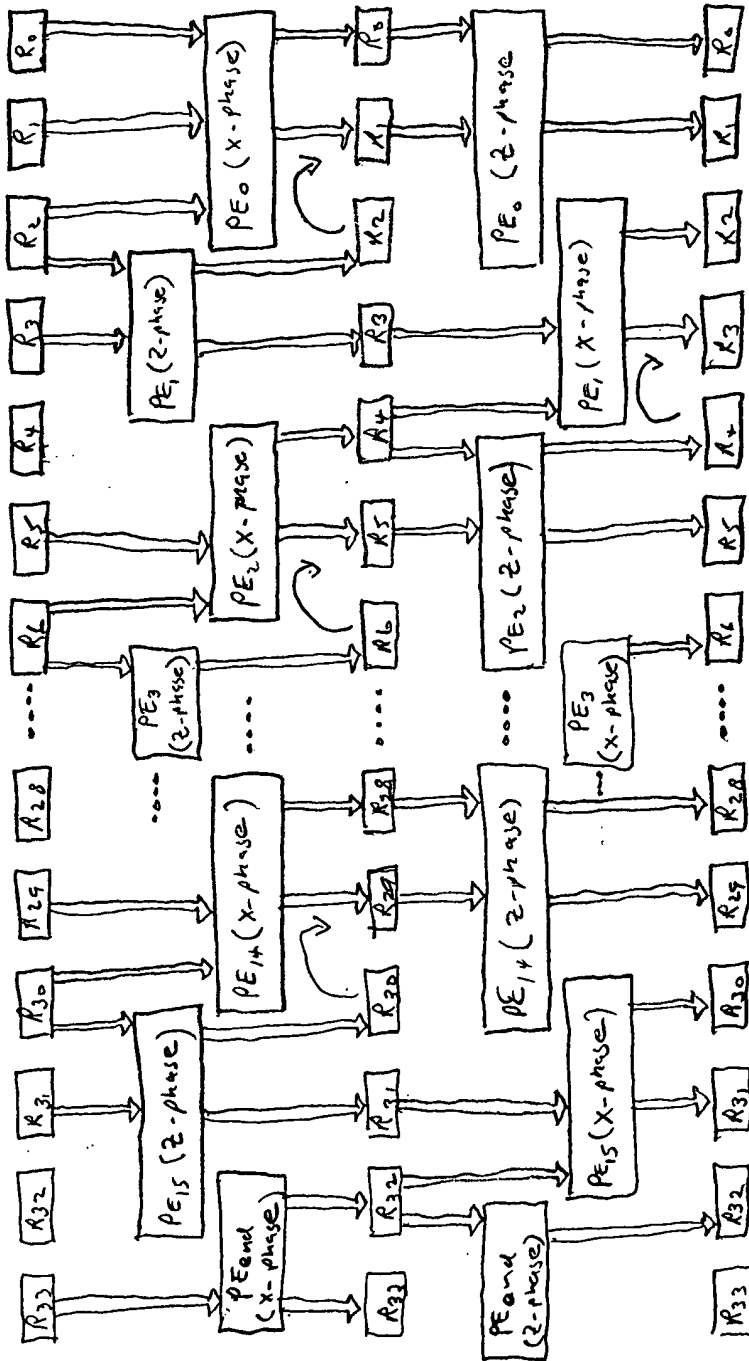 R33 R32 R31 R30 R29 R28 .... R6 R5 R4 R3 R2 R1 R0
PE15 (Z-phase) .... PE3 (Z-phase) PE1 (Z-phase)
PEend (X-phase) PE14 (X-phase) .... PE2 (X-phase) PE0 (X-phase)
R33 R32 R31 R30 R29 R28 .... R6 R5 R4 R3 R2 R1 R0
PEend (Z-phase) PE14 (Z-phase) .... PE2 (Z-phase) PE0 (Z-phase
PE15 (X-phase) ... PE3 (X-phase) PE1 (X-phase)
R33 R32 R31 R30 R29 R28 .... R6 R5 R4 R3 R2 R1 R0